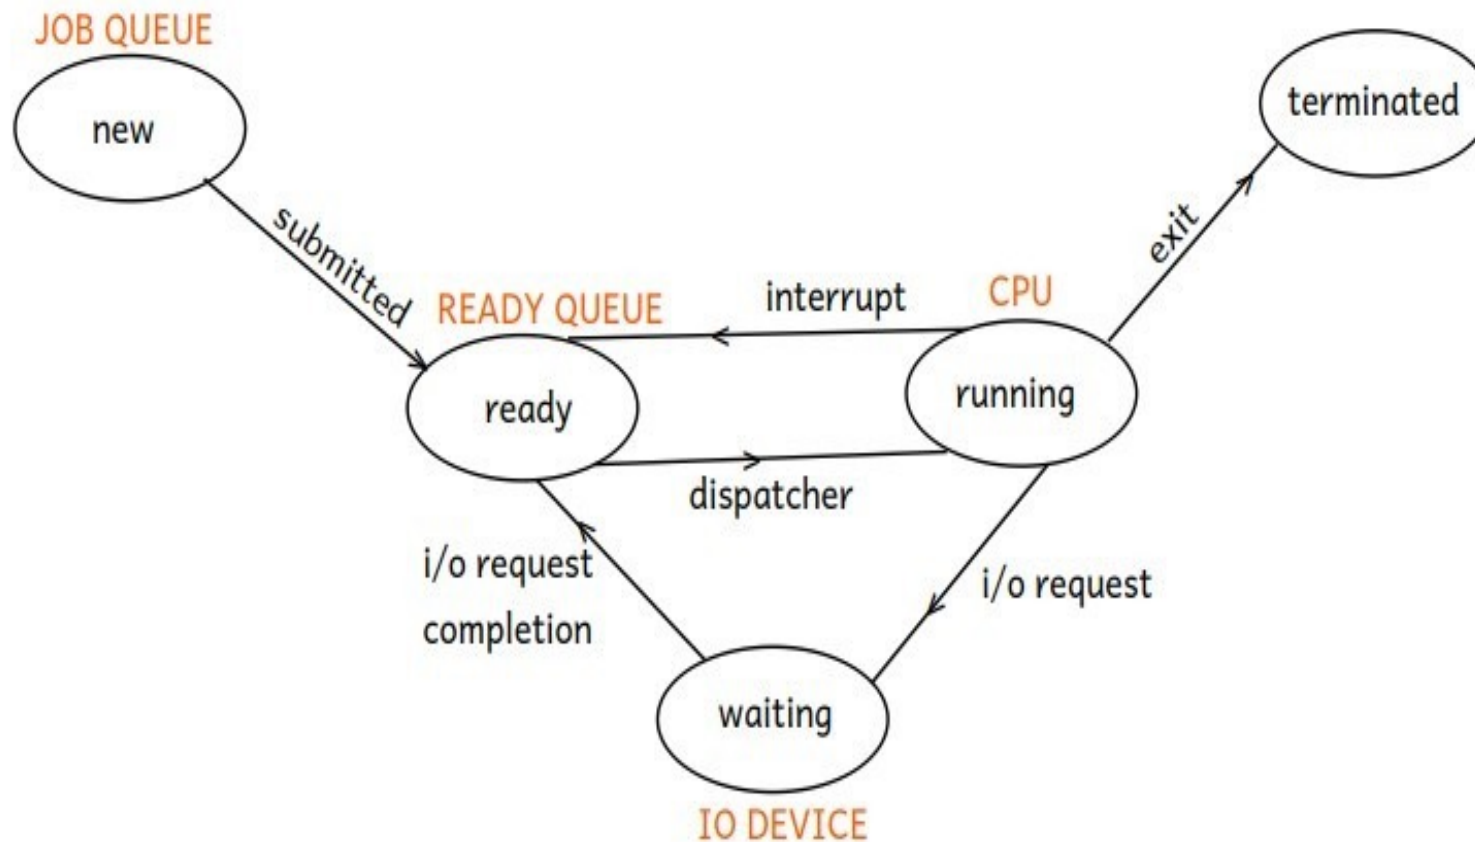 JOB QUEUE
new
terminated
submitted
exit
READY QUEUE
interrupt
CPU
ready
running
dispatcher
i/o request
completion
i/o request
waiting
IO DEVICE